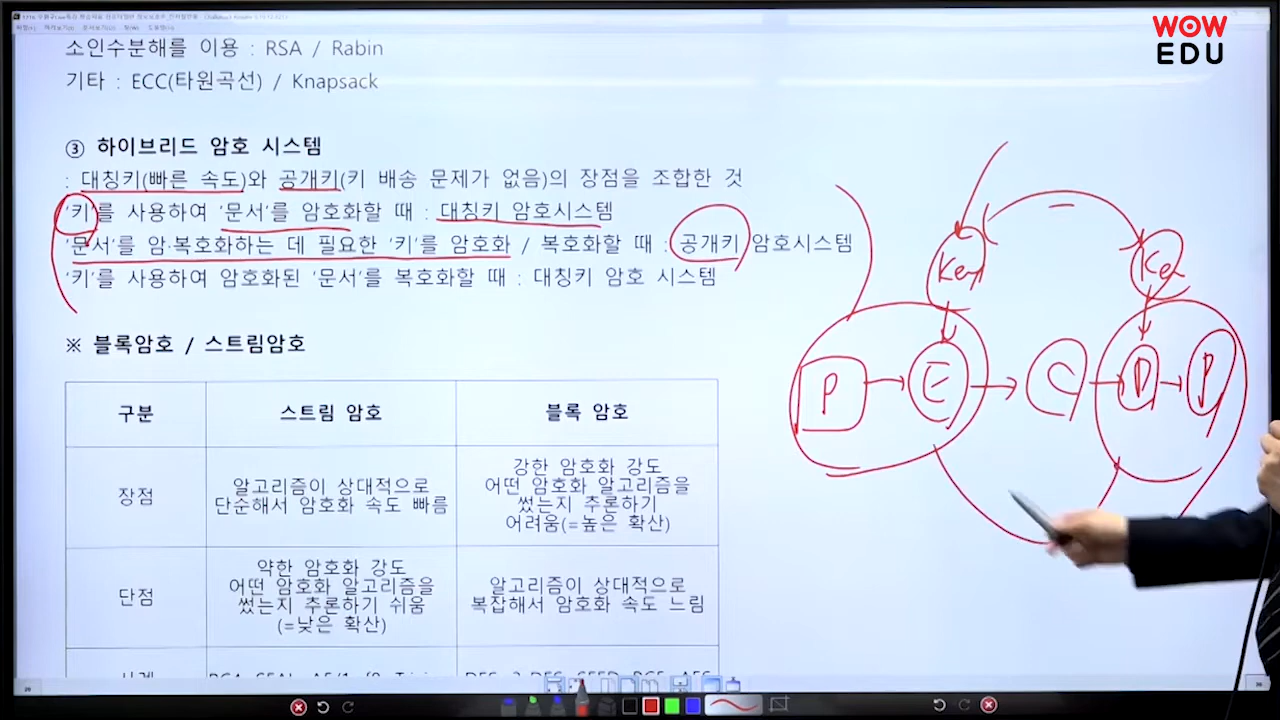 WOW
EDU
소인수분해를 이용 : RSA / Rabin
기타 : ECC(타원곡선) / Knapsack
③ 하이브리드 암호 시스템
: 대칭키(빠른 속도)와 공개키(키 배송 문제가 없음)의 장점을 조합한 것
'키'를 사용하여 '문서'를 암호화할 때 : 대칭키 암호시스템
'문서'를 암·복호화하는 데 필요한 '키'를 암호화 / 복호화할 때 : 공개키 암호시스템
'키'를 사용하여 암호화된 '문서'를 복호화할 때 : 대칭키 암호 시스템
※ 블록암호 / 스트림암호
구분 스트림 암호 블록 암호
장점
알고리즘이 상대적으로
단순해서 암호화 속도 빠름
강한 암호화 강도
어떤 암호화 알고리즘을
썼는지 추론하기
어려움(=높은 확산)
단점
약한 암호화 강도
어떤 암호화 알고리즘을
썼는지 추론하기 쉬움
(=낮은 확산)
알고리즘이 상대적으로
복잡해서 암호화 속도 느림
P E C D P